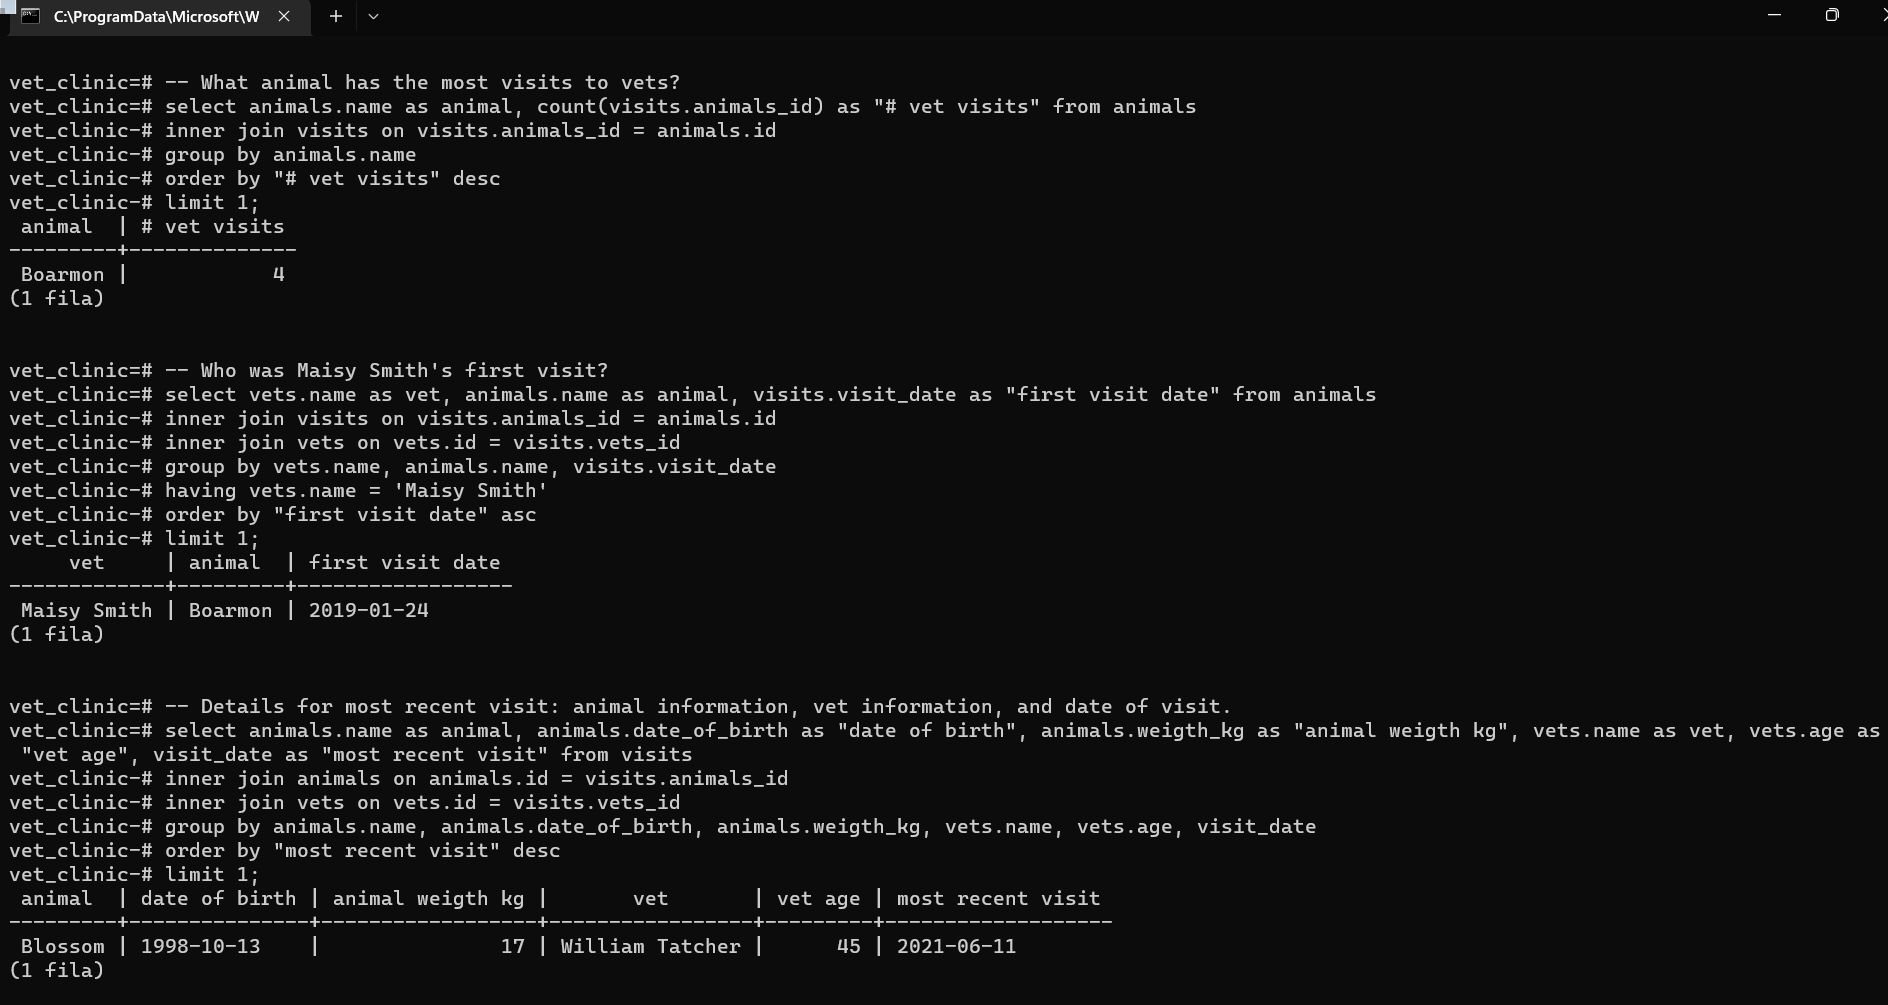 C:\ProgramData\Microsoft\W
vet_clinic=# -- What animal has the most visits to vets?
vet_clinic=# select animals.name as animal, count(visits.animals_id) as "# vet visits" from animals
vet_clinic-# inner join visits on visits.animals_id = animals.id
vet_clinic-# group by animals.name
vet_clinic-# order by "# vet visits" desc
vet_clinic-# limit 1;
 animal  | # vet visits
---------+--------------
 Boarmon |            4
(1 fila)
vet_clinic=# -- Who was Maisy Smith's first visit?
vet_clinic=# select vets.name as vet, animals.name as animal, visits.visit_date as "first visit date" from animals
vet_clinic-# inner join visits on visits.animals_id = animals.id
vet_clinic-# inner join vets on vets.id = visits.vets_id
vet_clinic-# group by vets.name, animals.name, visits.visit_date
vet_clinic-# having vets.name = 'Maisy Smith'
vet_clinic-# order by "first visit date" asc
vet_clinic-# limit 1;
     vet     | animal  | first visit date
-------------+---------+------------------
 Maisy Smith | Boarmon | 2019-01-24
(1 fila)
vet_clinic=# -- Details for most recent visit: animal information, vet information, and date of visit.
vet_clinic=# select animals.name as animal, animals.date_of_birth as "date of birth", animals.weigth_kg as "animal weigth kg", vets.name as vet, vets.age as
 "vet age", visit_date as "most recent visit" from visits
vet_clinic-# inner join animals on animals.id = visits.animals_id
vet_clinic-# inner join vets on vets.id = visits.vets_id
vet_clinic-# group by animals.name, animals.date_of_birth, animals.weigth_kg, vets.name, vets.age, visit_date
vet_clinic-# order by "most recent visit" desc
vet_clinic-# limit 1;
 animal  | date of birth | animal weigth kg |       vet       | vet age | most recent visit
---------+---------------+------------------+-----------------+---------+-------------------
 Blossom | 1998-10-13    |               17 | William Tatcher |      45 | 2021-06-11
(1 fila)